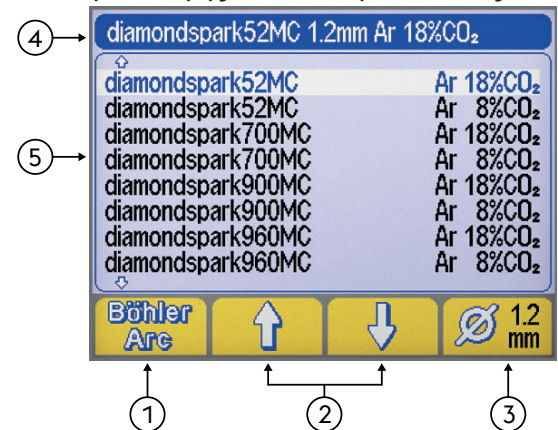 4
diamondspark52MC 1.2mm Ar 18%CO₂
5
diamondspark52MC Ar 18%CO₂
diamondspark52MC Ar 8%CO₂
diamondspark700MC Ar 18%CO₂
diamondspark700MC Ar 8%CO₂
diamondspark900MC Ar 18%CO₂
diamondspark900MC Ar 8%CO₂
diamondspark960MC Ar 18%CO₂
diamondspark960MC Ar 8%CO₂
Böhler
Arc
1.2
mm
1
2
3